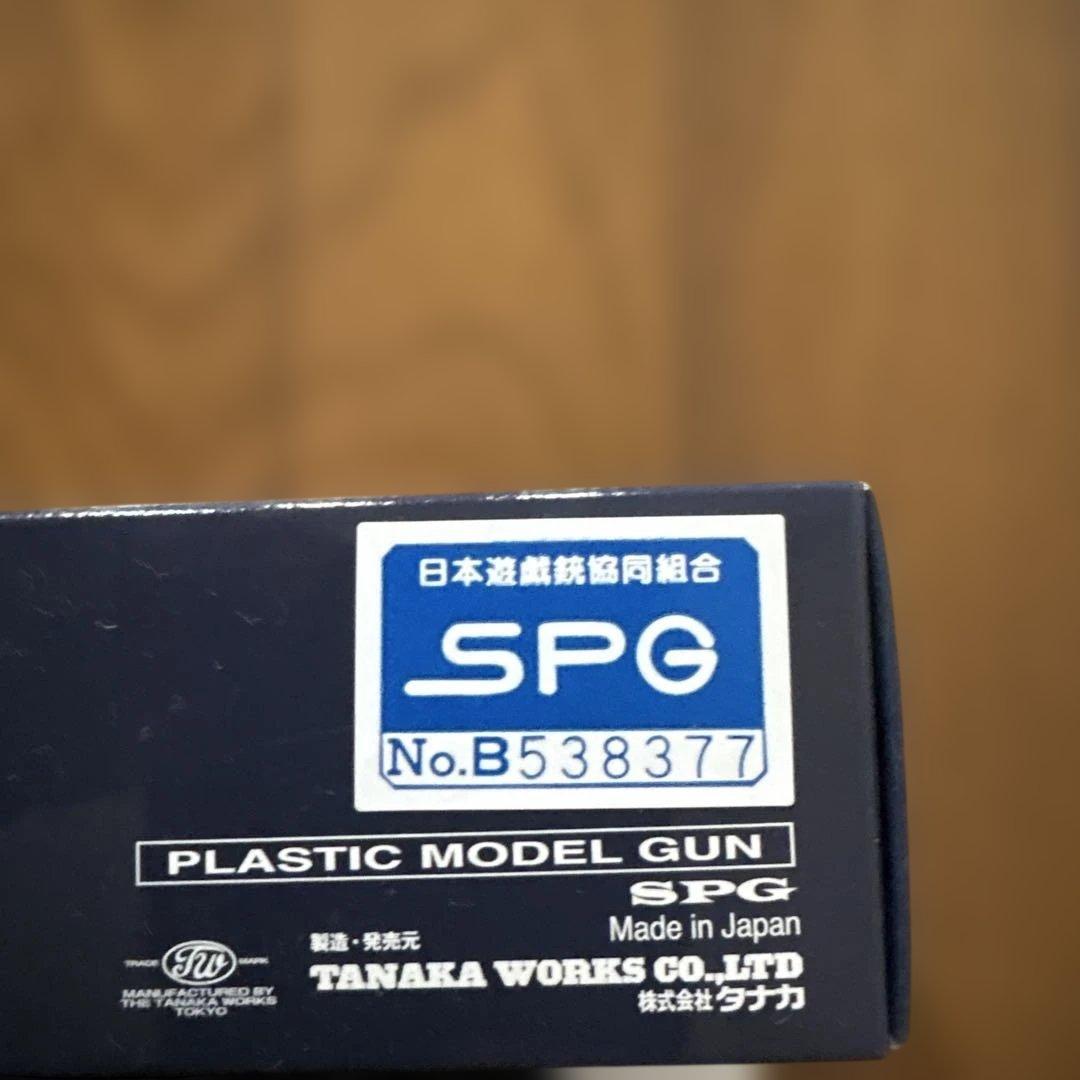 日本遊戯銃協同組合
SPG
No.B538377
PLASTIC MODEL GUN
SPG
Made in Japan
製造・発売元
TANAKA WORKS CO.,LTD
株式会社タナカ
TRADE TW MARK
MANUFACTURED BY
THE TANAKA WORKS
TOKYO